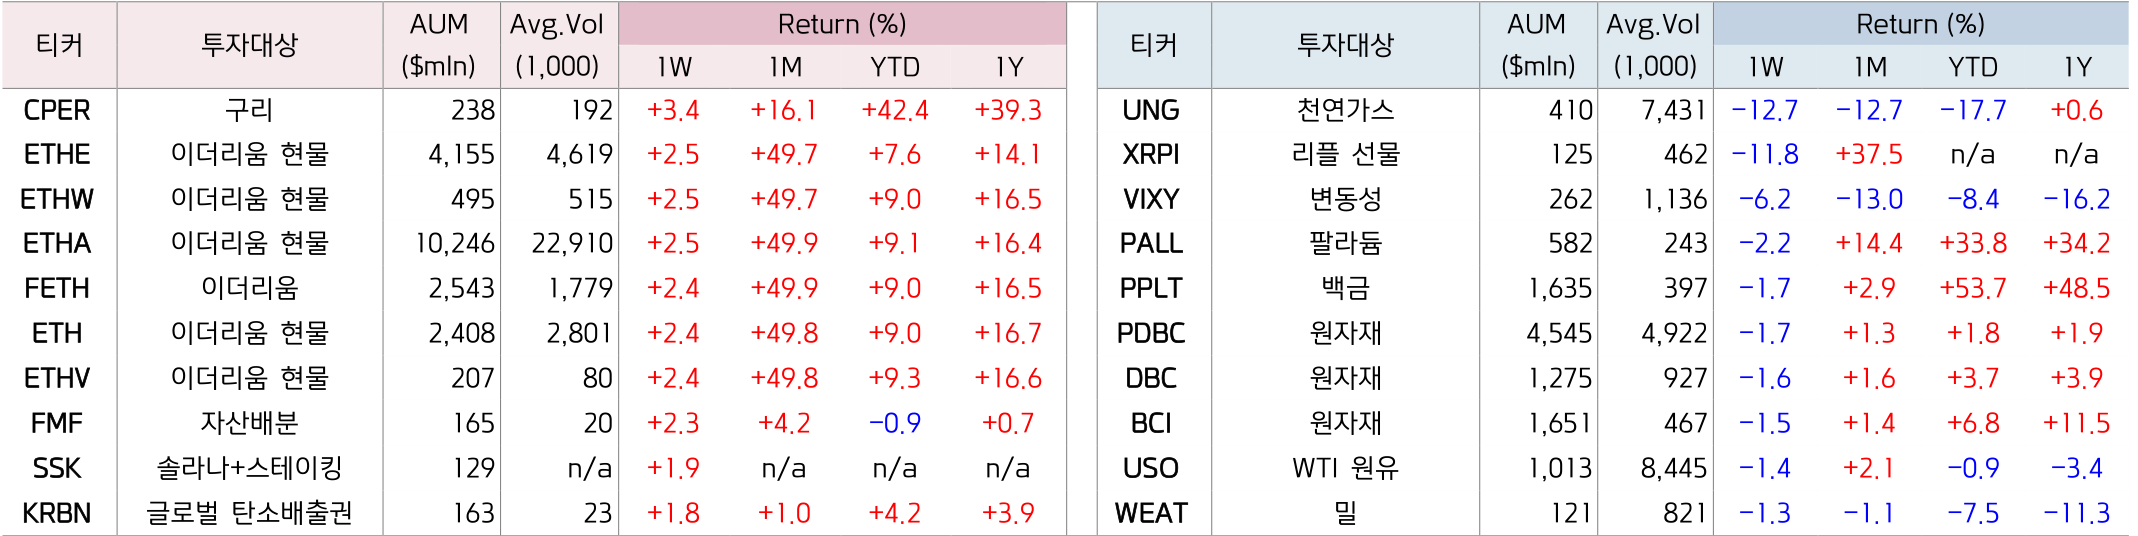 티커 투자대상 AUM ($mln) Avg.Vol (1,000) Return (%) 1W 1M YTD 1Y
CPER 구리 238 192 +3.4 +16.1 +42.4 +39.3
ETHE 이더리움 현물 4,155 4,619 +2.5 +49.7 +7.6 +14.1
ETHW 이더리움 현물 495 515 +2.5 +49.7 +9.0 +16.5
ETHA 이더리움 현물 10,246 22,910 +2.5 +49.9 +9.1 +16.4
FETH 이더리움 2,543 1,779 +2.4 +49.9 +9.0 +16.5
ETH 이더리움 현물 2,408 2,801 +2.4 +49.8 +9.0 +16.7
ETHV 이더리움 현물 207 80 +2.4 +49.8 +9.3 +16.6
FMF 자산배분 165 20 +2.3 +4.2 −0.9 +0.7
SSK 솔라나+스테이킹 129 n/a +1.9 n/a n/a n/a
KRBN 글로벌 탄소배출권 163 23 +1.8 +1.0 +4.2 +3.9
티커 투자대상 AUM ($mln) Avg.Vol (1,000) Return (%) 1W 1M YTD 1Y
UNG 천연가스 410 7,431 −12.7 −12.7 −17.7 +0.6
XRPI 리플 선물 125 462 −11.8 +37.5 n/a n/a
VIXY 변동성 262 1,136 −6.2 −13.0 −8.4 −16.2
PALL 팔라듐 582 243 −2.2 +14.4 +33.8 +34.2
PPLT 백금 1,635 397 −1.7 +2.9 +53.7 +48.5
PDBC 원자재 4,545 4,922 −1.7 +1.3 +1.8 +1.9
DBC 원자재 1,275 927 −1.6 +1.6 +3.7 +3.9
BCI 원자재 1,651 467 −1.5 +1.4 +6.8 +11.5
USO WTI 원유 1,013 8,445 −1.4 +2.1 −0.9 −3.4
WEAT 밀 121 821 −1.3 −1.1 −7.5 −11.3